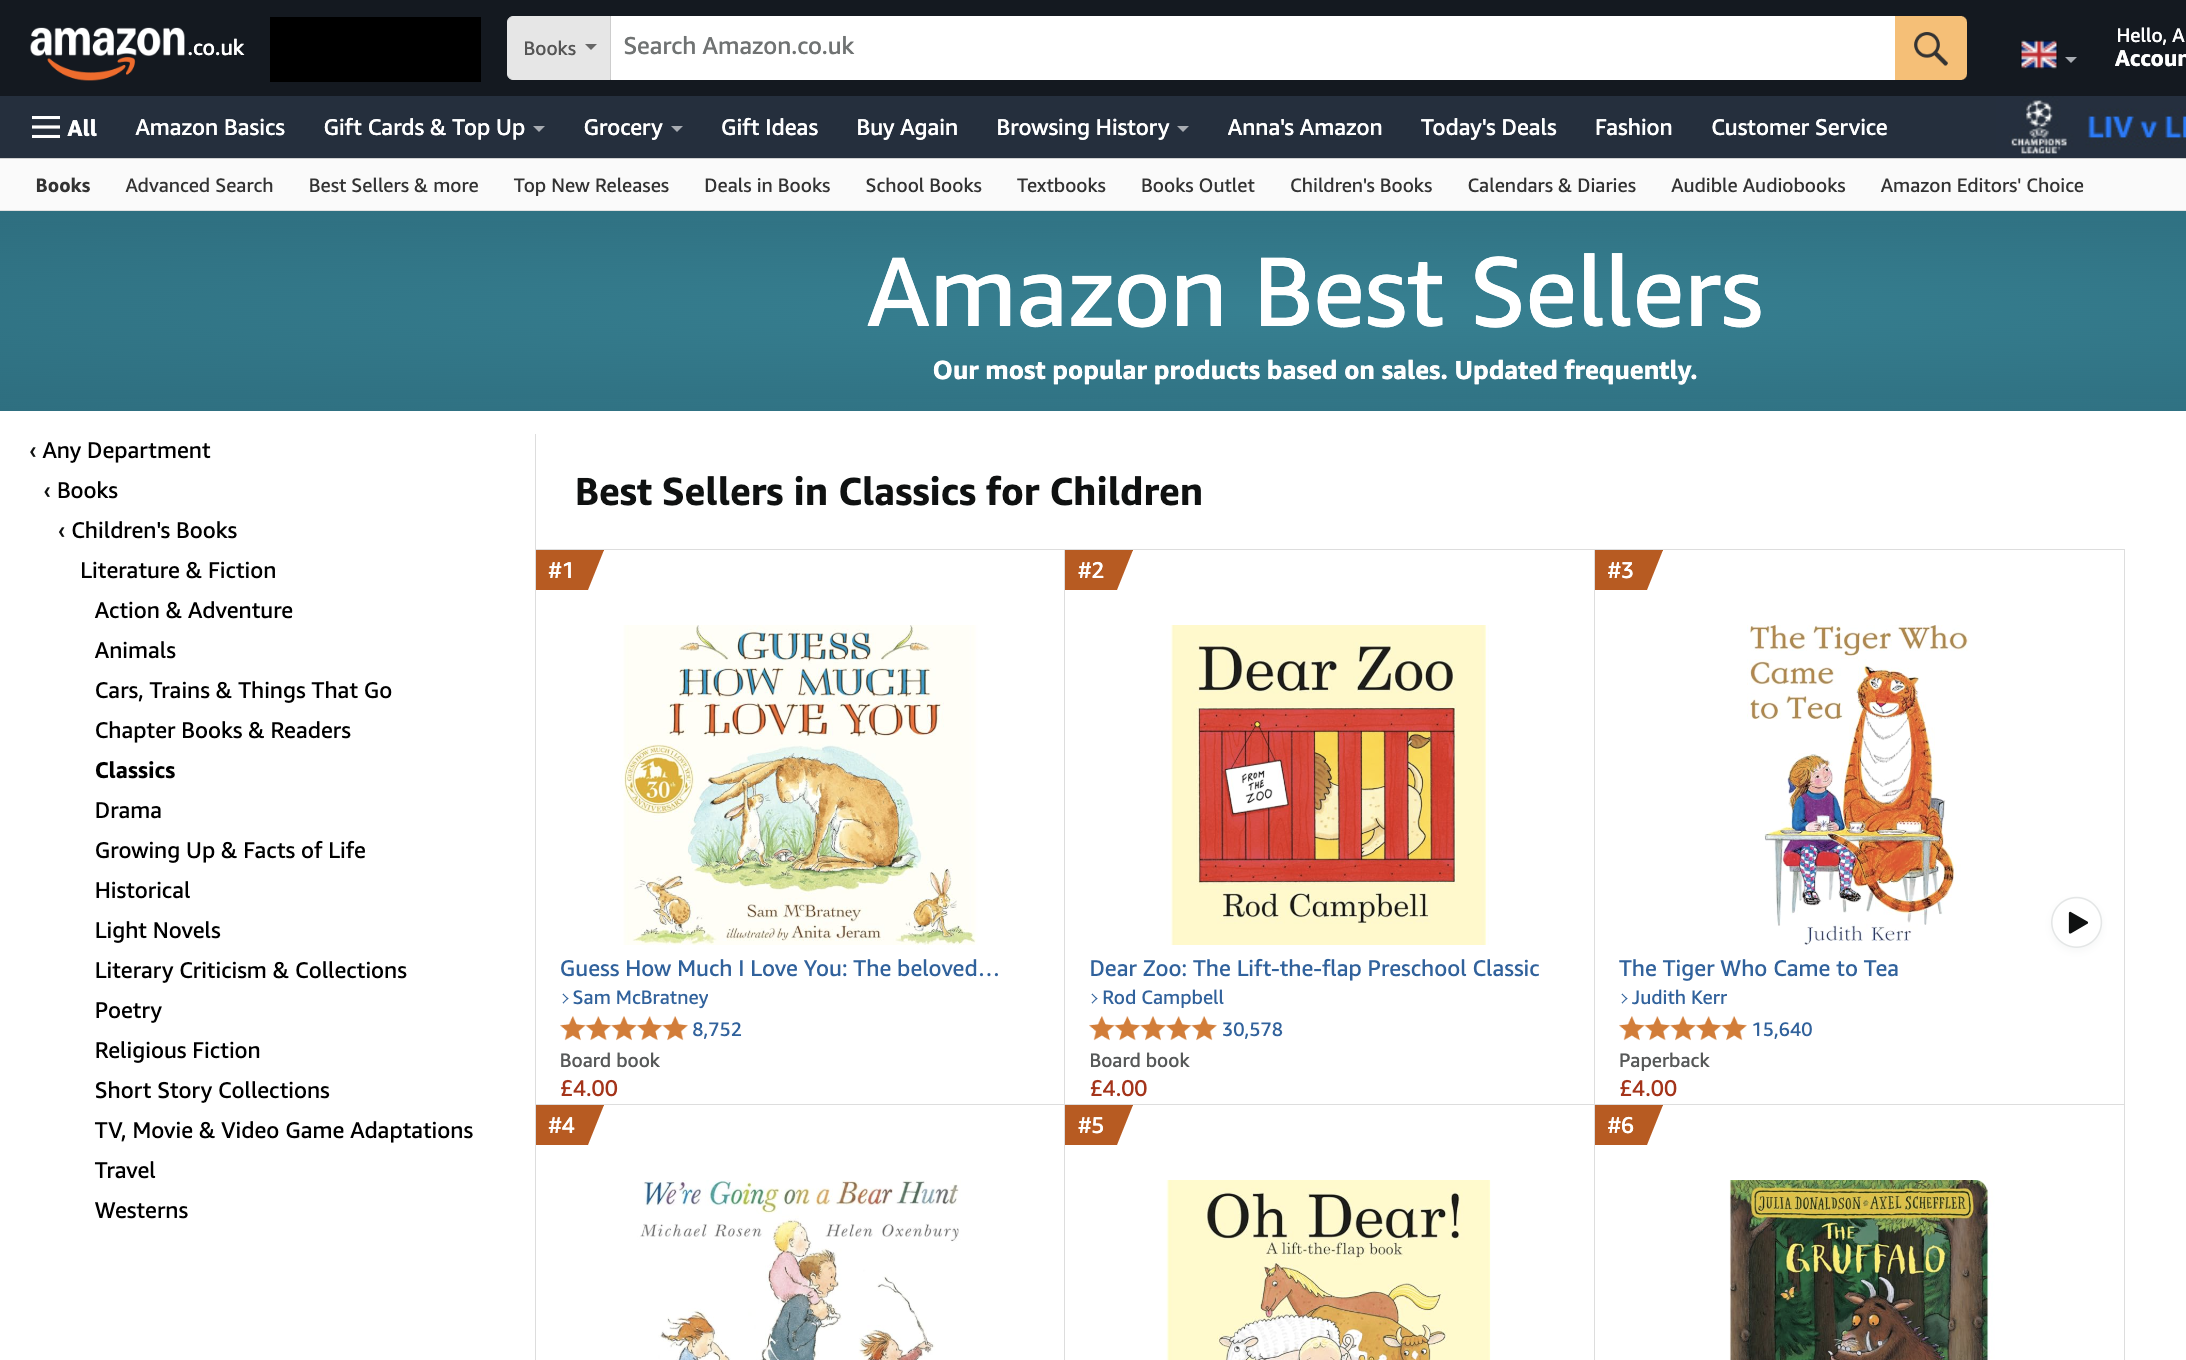 amazon.co.uk
Books
Search Amazon.co.uk
Hello, A
Accoun
All
Amazon Basics
Gift Cards & Top Up
Grocery
Gift Ideas
Buy Again
Browsing History
Anna's Amazon
Today's Deals
Fashion
Customer Service
CHAMPIONS
LEAGUE
LIV v
Books
Advanced Search
Best Sellers & more
Top New Releases
Deals in Books
School Books
Textbooks
Books Outlet
Children's Books
Calendars & Diaries
Audible Audiobooks
Amazon Editors' Choice
Amazon Best Sellers
Our most popular products based on sales. Updated frequently.
‹ Any Department
‹ Books
‹ Children's Books
Literature & Fiction
Action & Adventure
Animals
Cars, Trains & Things That Go
Chapter Books & Readers
Classics
Drama
Growing Up & Facts of Life
Historical
Light Novels
Literary Criticism & Collections
Poetry
Religious Fiction
Short Story Collections
TV, Movie & Video Game Adaptations
Travel
Westerns
Best Sellers in Classics for Children
#1
GUESS
HOW MUCH
I LOVE YOU
GUESS HOW MUCH I LOVE YOU
30th
ANNIVERSARY
Sam McBratney
illustrated by Anita Jeram
Guess How Much I Love You: The beloved…
› Sam McBratney
8,752
Board book
£4.00
#2
Dear Zoo
FROM
THE
ZOO
Rod Campbell
Dear Zoo: The Lift-the-flap Preschool Classic
› Rod Campbell
30,578
Board book
£4.00
#3
The Tiger Who
Came
to Tea
Judith Kerr
The Tiger Who Came to Tea
› Judith Kerr
15,640
Paperback
£4.00
#4
We're Going on a Bear Hunt
Michael Rosen Helen Oxenbury
#5
Oh Dear!
A lift-the-flap book
#6
JULIA DONALDSON • AXEL SCHEFFLER
THE
GRUFFALO